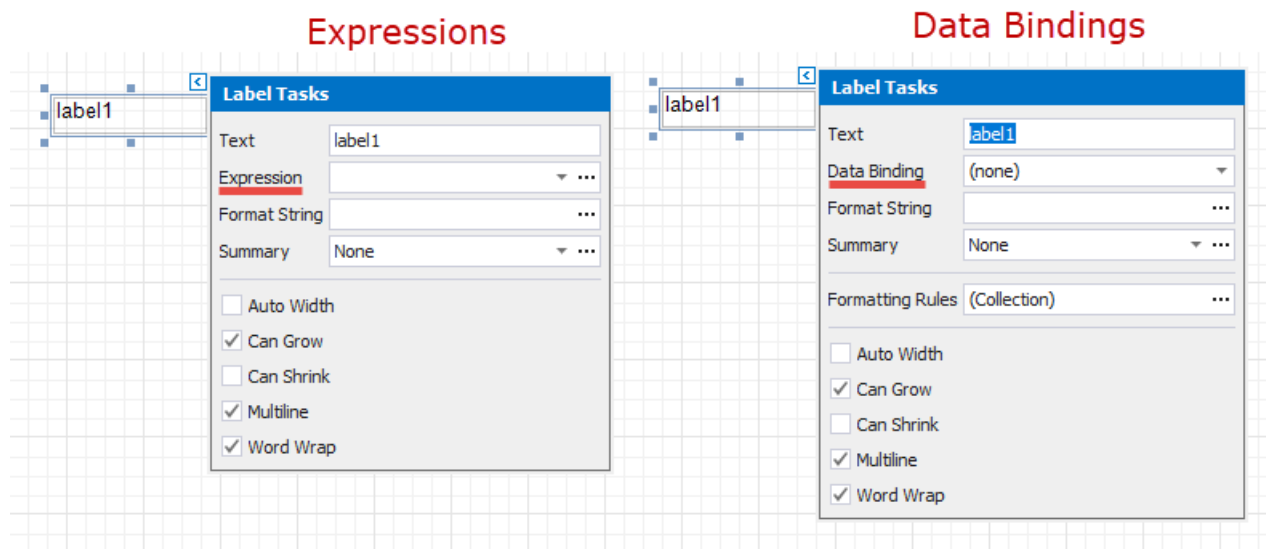 Expressions
label1
Label Tasks
Text label1
Expression
Format String
Summary None
Auto Width
Can Grow
Can Shrink
Multiline
Word Wrap
Data Bindings
label1
Label Tasks
Text label1
Data Binding (none)
Format String
Summary None
Formatting Rules (Collection)
Auto Width
Can Grow
Can Shrink
Multiline
Word Wrap